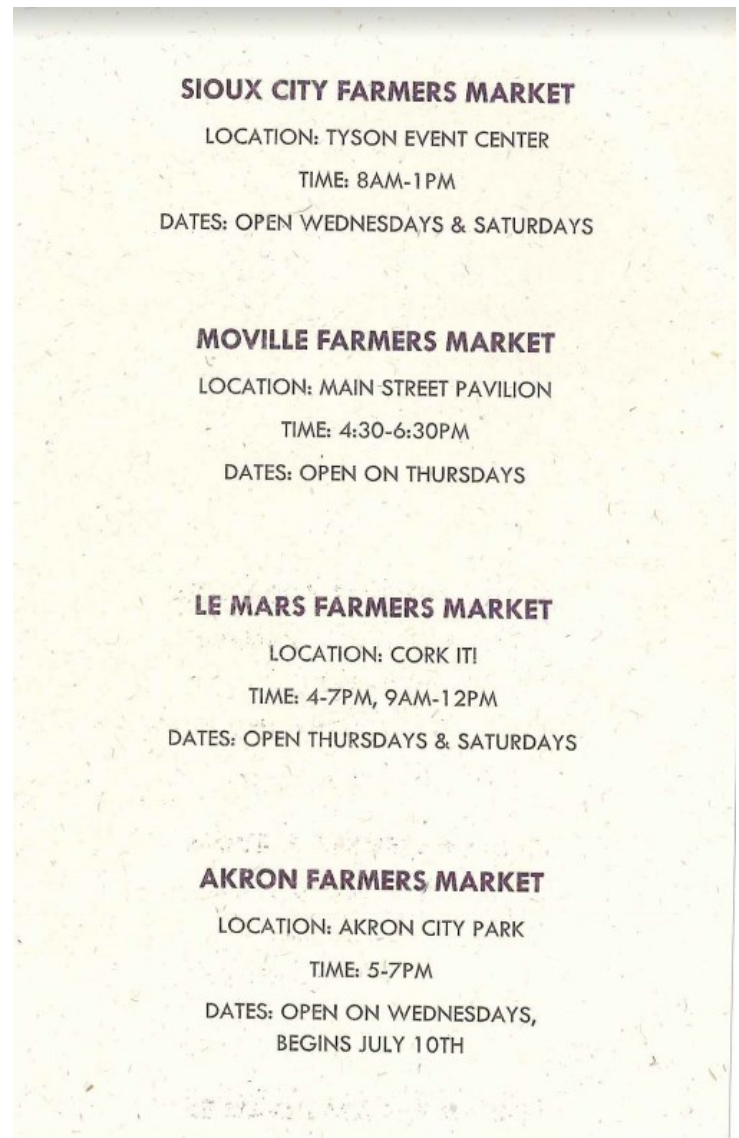 SIOUX CITY FARMERS MARKET
LOCATION: TYSON EVENT CENTER
TIME: 8AM-1PM
DATES: OPEN WEDNESDAYS & SATURDAYS
MOVILLE FARMERS MARKET
LOCATION: MAIN STREET PAVILION
TIME: 4:30-6:30PM
DATES: OPEN ON THURSDAYS
LE MARS FARMERS MARKET
LOCATION: CORK IT!
TIME: 4-7PM, 9AM-12PM
DATES: OPEN THURSDAYS & SATURDAYS
AKRON FARMERS MARKET
LOCATION: AKRON CITY PARK
TIME: 5-7PM
DATES: OPEN ON WEDNESDAYS,
BEGINS JULY 10TH